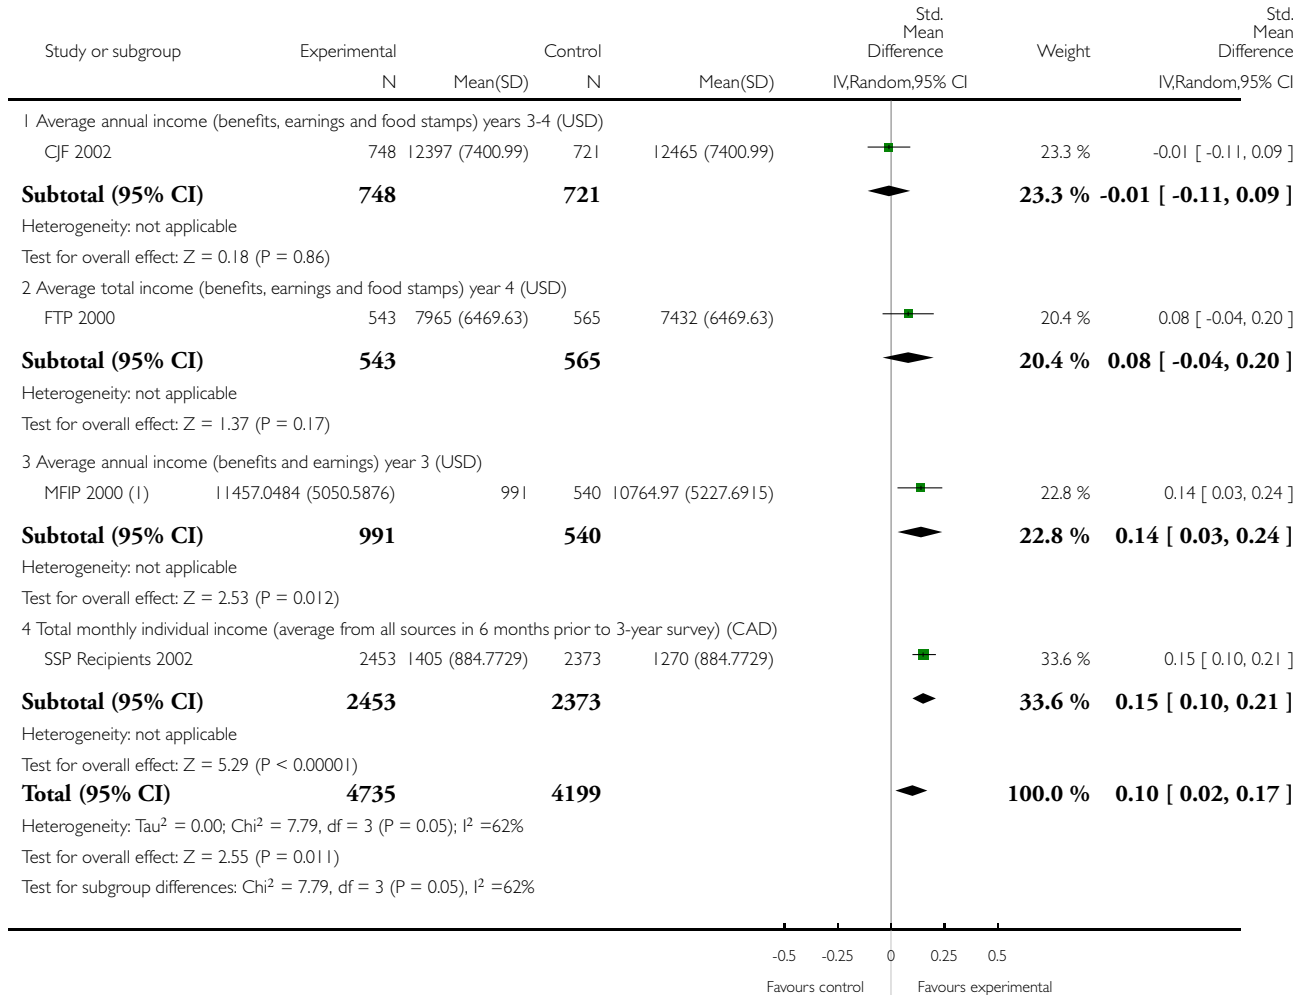 Std. Mean Difference Std. Mean Difference
Study or subgroup Experimental Control Weight
N Mean(SD) N Mean(SD) IV,Random,95% CI IV,Random,95% CI
1 Average annual income (benefits, earnings and food stamps) years 3-4 (USD)
CJF 2002 748 12397 (7400.99) 721 12465 (7400.99) 23.3 % -0.01 [ -0.11, 0.09 ]
Subtotal (95% CI) 748 721 23.3 % -0.01 [ -0.11, 0.09 ]
Heterogeneity: not applicable
Test for overall effect: Z = 0.18 (P = 0.86)
2 Average total income (benefits, earnings and food stamps) year 4 (USD)
FTP 2000 543 7965 (6469.63) 565 7432 (6469.63) 20.4 % 0.08 [ -0.04, 0.20 ]
Subtotal (95% CI) 543 565 20.4 % 0.08 [ -0.04, 0.20 ]
Heterogeneity: not applicable
Test for overall effect: Z = 1.37 (P = 0.17)
3 Average annual income (benefits and earnings) year 3 (USD)
MFIP 2000 (1) 11457.0484 (5050.5876) 991 540 10764.97 (5227.6915) 22.8 % 0.14 [ 0.03, 0.24 ]
Subtotal (95% CI) 991 540 22.8 % 0.14 [ 0.03, 0.24 ]
Heterogeneity: not applicable
Test for overall effect: Z = 2.53 (P = 0.012)
4 Total monthly individual income (average from all sources in 6 months prior to 3-year survey) (CAD)
SSP Recipients 2002 2453 1405 (884.7729) 2373 1270 (884.7729) 33.6 % 0.15 [ 0.10, 0.21 ]
Subtotal (95% CI) 2453 2373 33.6 % 0.15 [ 0.10, 0.21 ]
Heterogeneity: not applicable
Test for overall effect: Z = 5.29 (P < 0.00001)
Total (95% CI) 4735 4199 100.0 % 0.10 [ 0.02, 0.17 ]
Heterogeneity: Tau² = 0.00; Chi² = 7.79, df = 3 (P = 0.05); I² =62%
Test for overall effect: Z = 2.55 (P = 0.011)
Test for subgroup differences: Chi² = 7.79, df = 3 (P = 0.05), I² =62%
-0.5 -0.25 0 0.25 0.5
Favours control Favours experimental